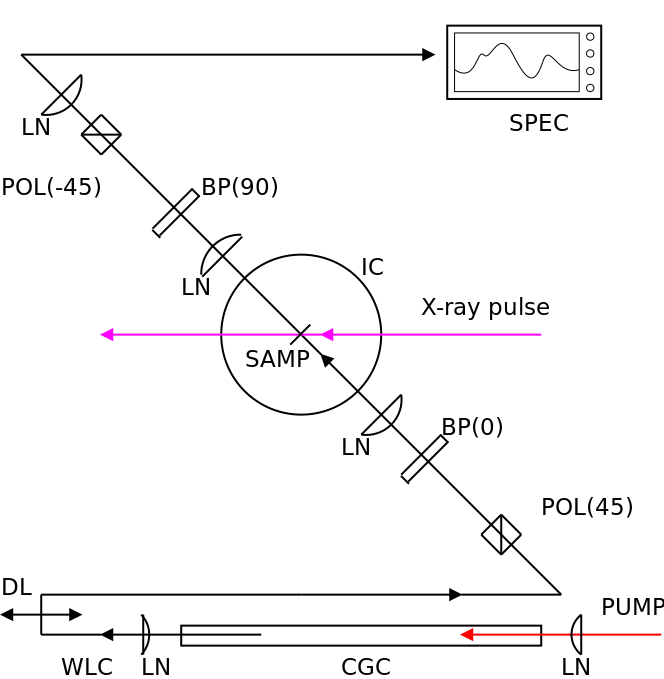 SPEC
LN
POL(-45)
BP(90)
LN
IC
X-ray pulse
SAMP
LN
BP(0)
POL(45)
DL
PUMP
WLC
LN
CGC
LN